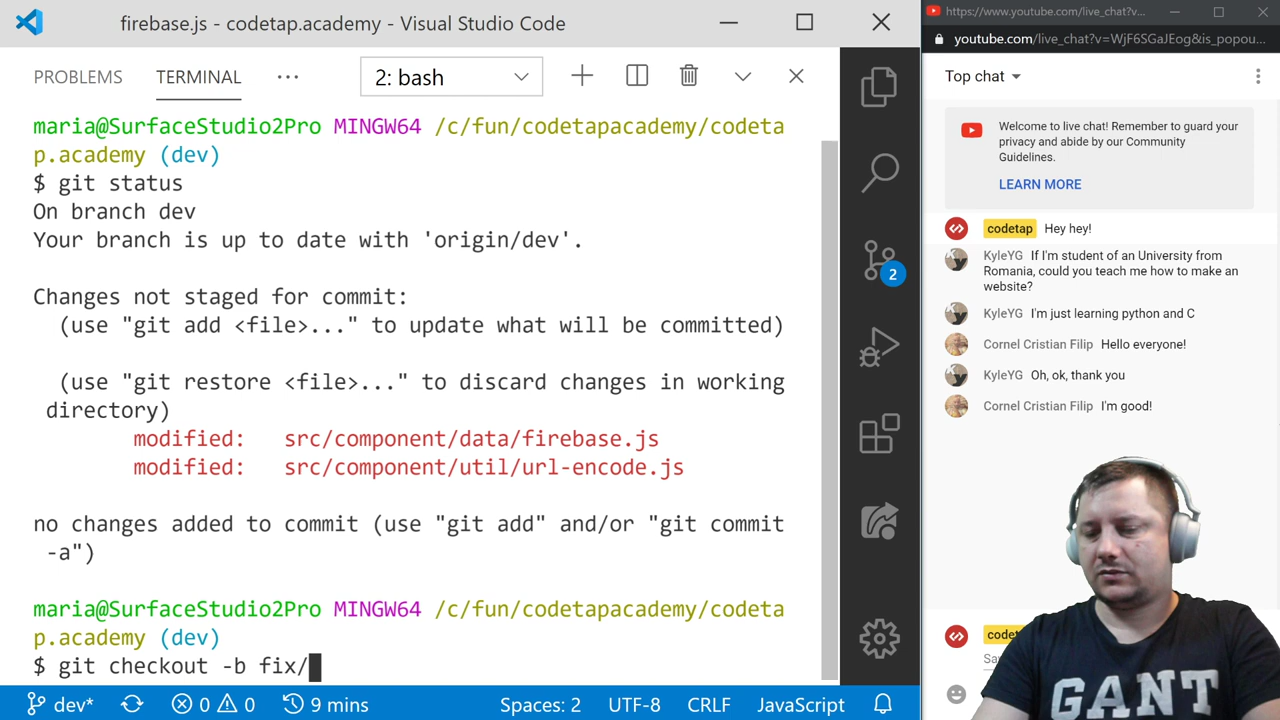 firebase.js - codetap.academy - Visual Studio Code
PROBLEMS
TERMINAL
2: bash
maria@SurfaceStudio2Pro MINGW64 /c/fun/codetapacademy/codeta
p.academy (dev)
$ git status
On branch dev
Your branch is up to date with 'origin/dev'.
Changes not staged for commit:
(use "git add <file>..." to update what will be committed)
(use "git restore <file>..." to discard changes in working
directory)
modified: src/component/data/firebase.js
modified: src/component/util/url-encode.js
no changes added to commit (use "git add" and/or "git commit
-a")
maria@SurfaceStudio2Pro MINGW64 /c/fun/codetapacademy/codeta
p.academy (dev)
$ git checkout -b fix/
2
dev*
0
0
9 mins
Spaces: 2
UTF-8
CRLF
JavaScript
https://www.youtube.com/live_chat?v...
youtube.com/live_chat?v=WjF6SGaJEog&is_popou...
Top chat
Welcome to live chat! Remember to guard your
privacy and abide by our Community
Guidelines.
LEARN MORE
codetap Hey hey!
KyleYG If I'm student of an University from
Romania, could you teach me how to make an
website?
KyleYG I'm just learning python and C
Cornel Cristian Filip Hello everyone!
KyleYG Oh, ok, thank you
Cornel Cristian Filip I'm good!
GANT